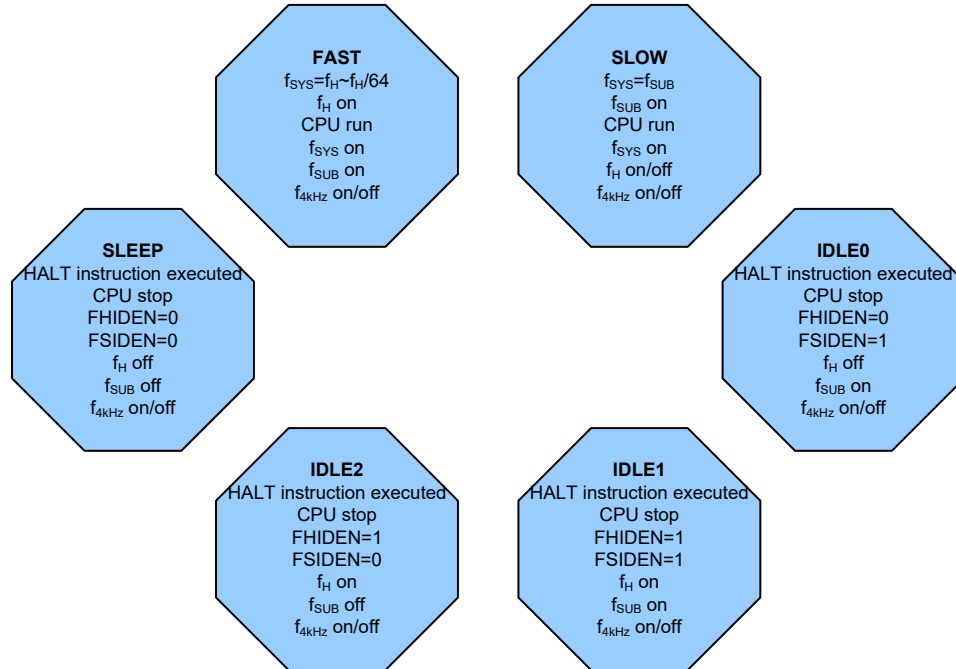 FAST
fSYS=fH~fH/64
fH on
CPU run
fSYS on
fSUB on
f4kHz on/off
SLOW
fSYS=fSUB
fSUB on
CPU run
fSYS on
fH on/off
f4kHz on/off
SLEEP
HALT instruction executed
CPU stop
FHIDEN=0
FSIDEN=0
fH off
fSUB off
f4kHz on/off
IDLE0
HALT instruction executed
CPU stop
FHIDEN=0
FSIDEN=1
fH off
fSUB on
f4kHz on/off
IDLE2
HALT instruction executed
CPU stop
FHIDEN=1
FSIDEN=0
fH on
fSUB off
f4kHz on/off
IDLE1
HALT instruction executed
CPU stop
FHIDEN=1
FSIDEN=1
fH on
fSUB on
f4kHz on/off